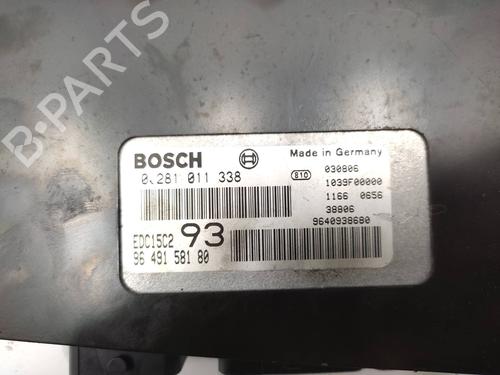 B-PARTS
BOSCH
Made in Germany
0 281 011 338
810
030806
1039F00000
1166 0656
38806
9640938680
EDC15C2 93
96 491 581 80